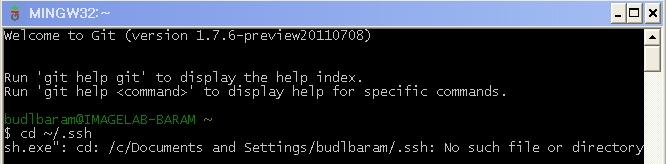 MINGW32:~
Welcome to Git (version 1.7.6-preview20110708)
Run 'git help git' to display the help index.
Run 'git help <command>' to display help for specific commands.
budlbaram@IMAGELAB-BARAM ~
$ cd ~/.ssh
sh.exe": cd: /c/Documents and Settings/budlbaram/.ssh: No such file or directory